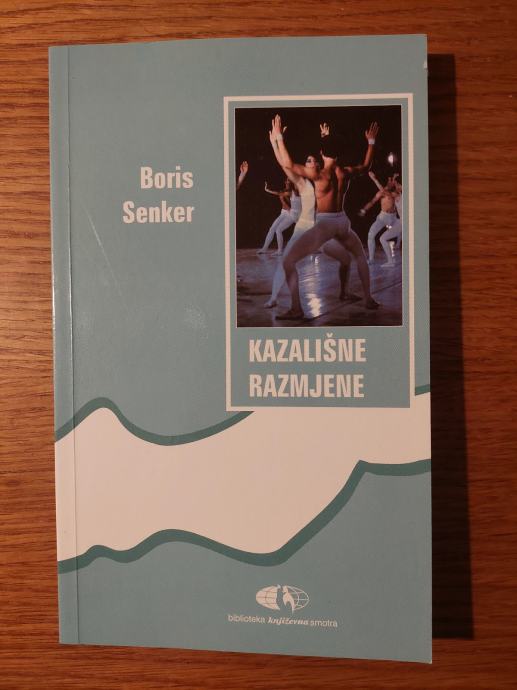 Boris
Senker
KAZALIŠNE
RAZMJENE
biblioteka književna smotra